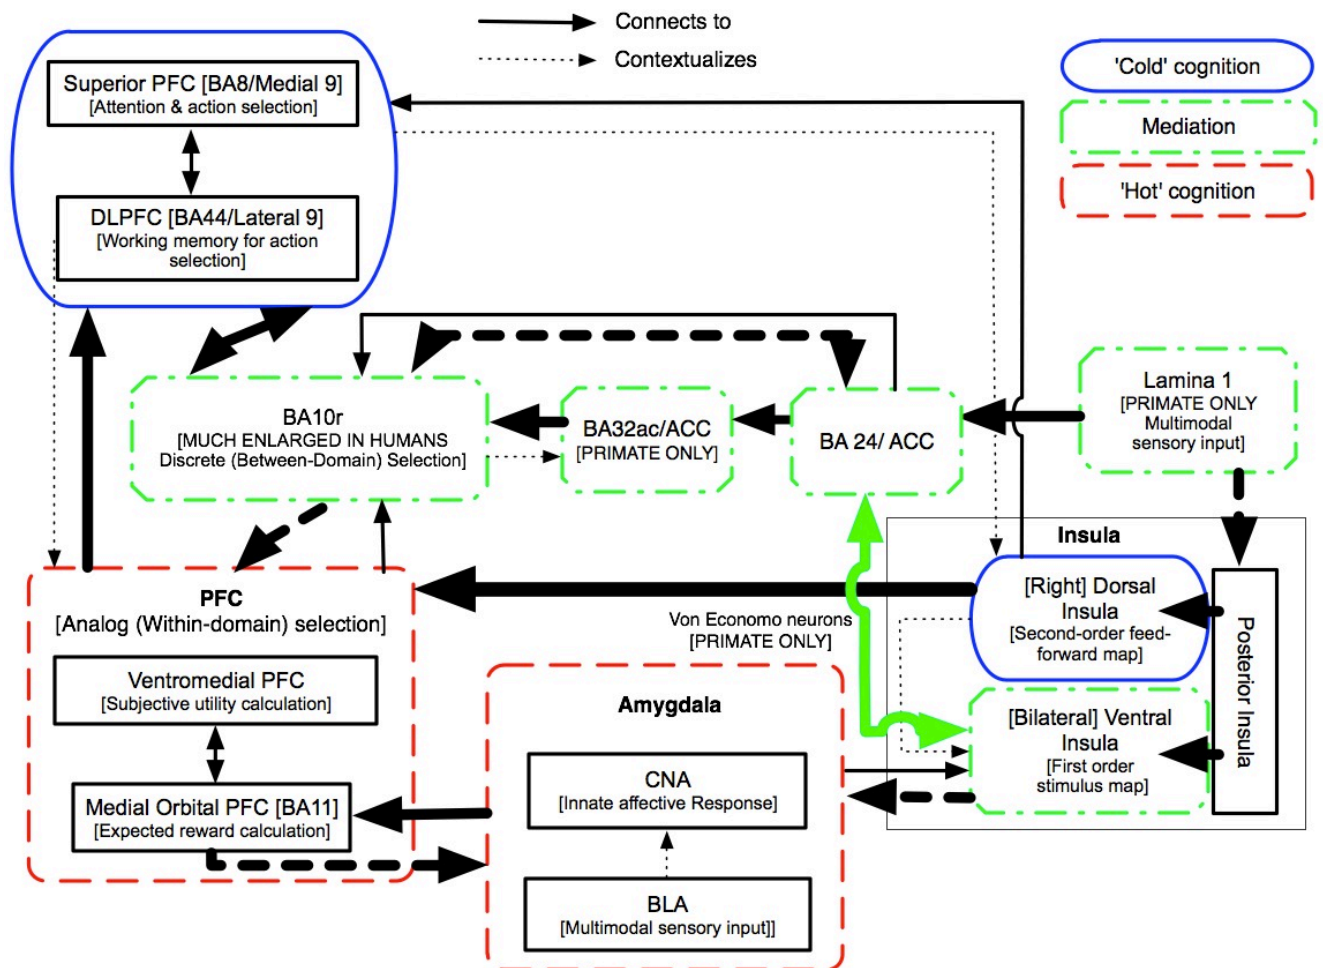 Connects to
Contextualizes
'Cold' cognition
Mediation
'Hot' cognition
Superior PFC [BA8/Medial 9]
[Attention & action selection]
DLPFC [BA44/Lateral 9]
[Working memory for action
selection]
BA10r
[MUCH ENLARGED IN HUMANS
Discrete (Between-Domain) Selection]
BA32ac/ACC
[PRIMATE ONLY]
BA 24/ ACC
Lamina 1
[PRIMATE ONLY
Multimodal
sensory input]
Insula
[Right] Dorsal
Insula
[Second-order feed-
forward map]
[Bilateral] Ventral
Insula
[First order
stimulus map]
Posterior Insula
Von Economo neurons
[PRIMATE ONLY]
PFC
[Analog (Within-domain) selection]
Ventromedial PFC
[Subjective utility calculation]
Medial Orbital PFC [BA11]
[Expected reward calculation]
Amygdala
CNA
[Innate affective Response]
BLA
[Multimodal sensory input]]